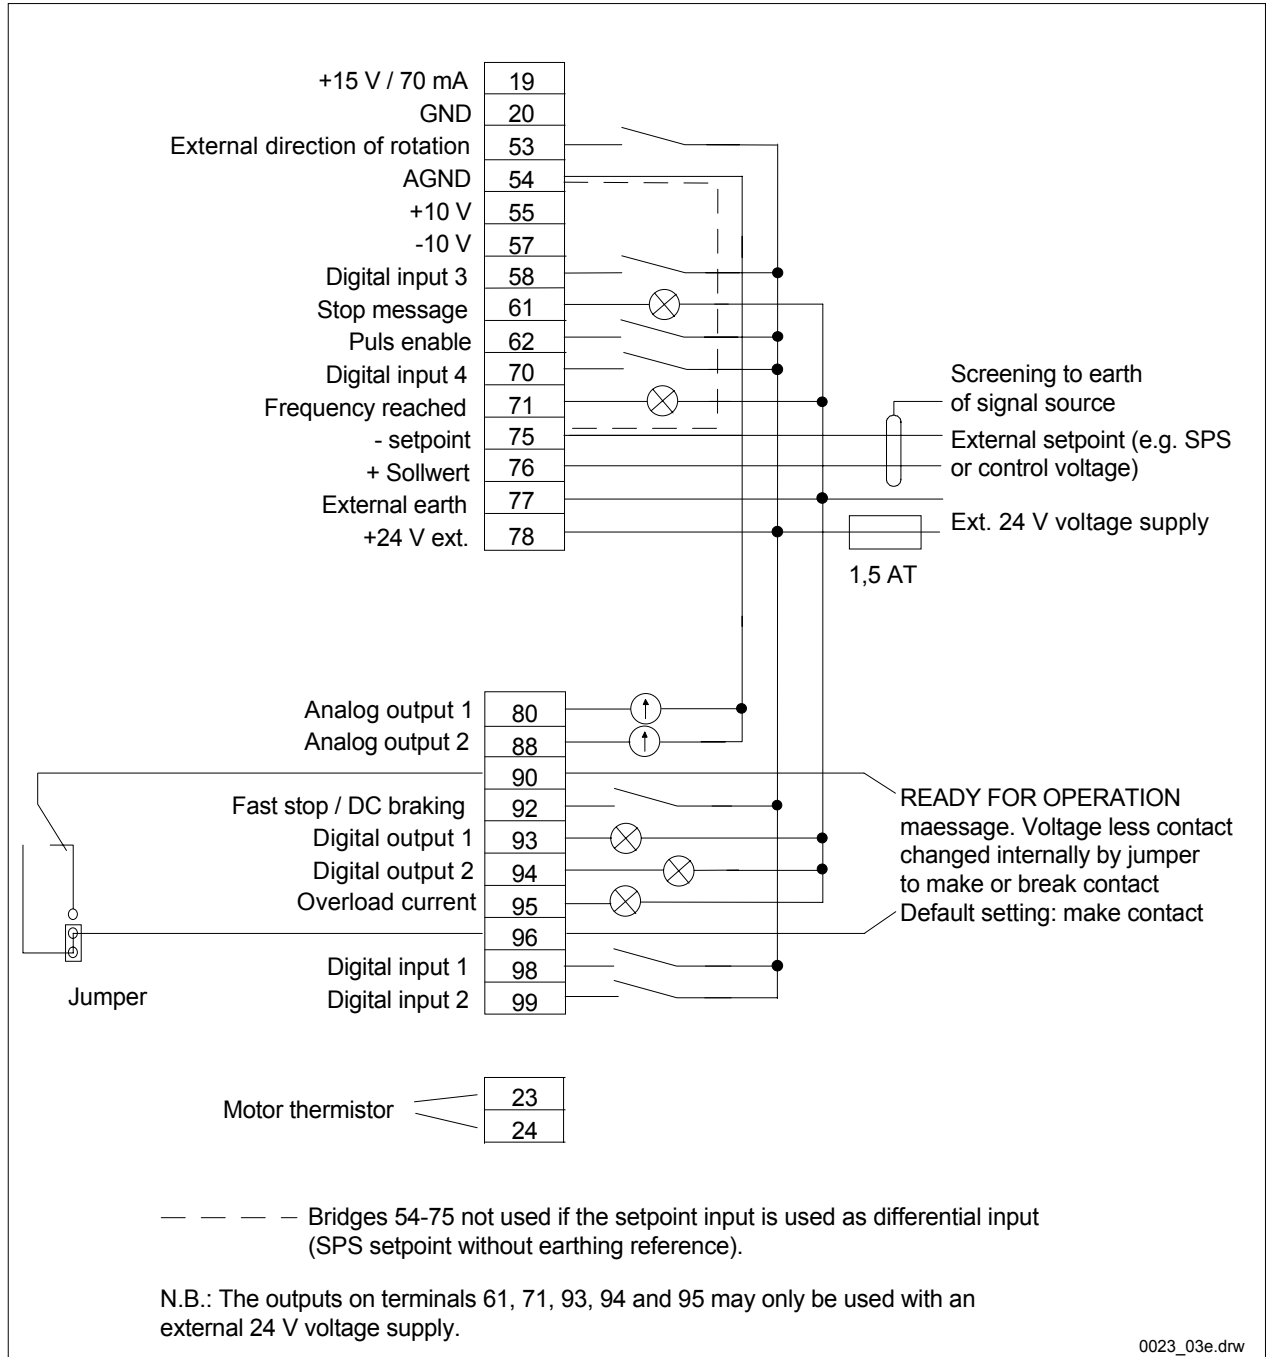 +15 V / 70 mA 19
GND 20
External direction of rotation 53
AGND 54
+10 V 55
-10 V 57
Digital input 3 58
Stop message 61
Puls enable 62
Digital input 4 70
Frequency reached 71
- setpoint 75
+ Sollwert 76
External earth 77
+24 V ext. 78
Screening to earth
of signal source
External setpoint (e.g. SPS
or control voltage)
Ext. 24 V voltage supply
1,5 AT
Analog output 1 80
Analog output 2 88
90
Fast stop / DC braking 92
Digital output 1 93
Digital output 2 94
Overload current 95
96
Digital input 1 98
Digital input 2 99
READY FOR OPERATION
maessage. Voltage less contact
changed internally by jumper
to make or break contact
Default setting: make contact
Jumper
Motor thermistor
23
24
Bridges 54-75 not used if the setpoint input is used as differential input
(SPS setpoint without earthing reference).
N.B.: The outputs on terminals 61, 71, 93, 94 and 95 may only be used with an
external 24 V voltage supply.
0023_03e.drw